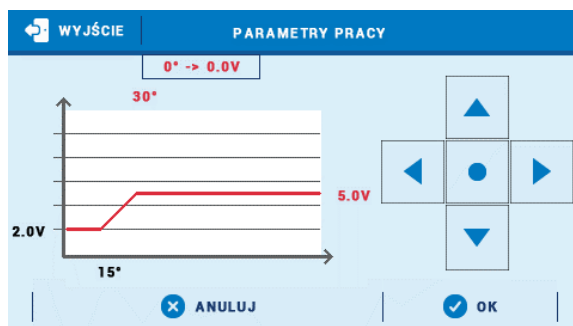 WYJŚCIE
PARAMETRY PRACY
0° -> 0.0V
30°
5.0V
2.0V
15°
ANULUJ
OK